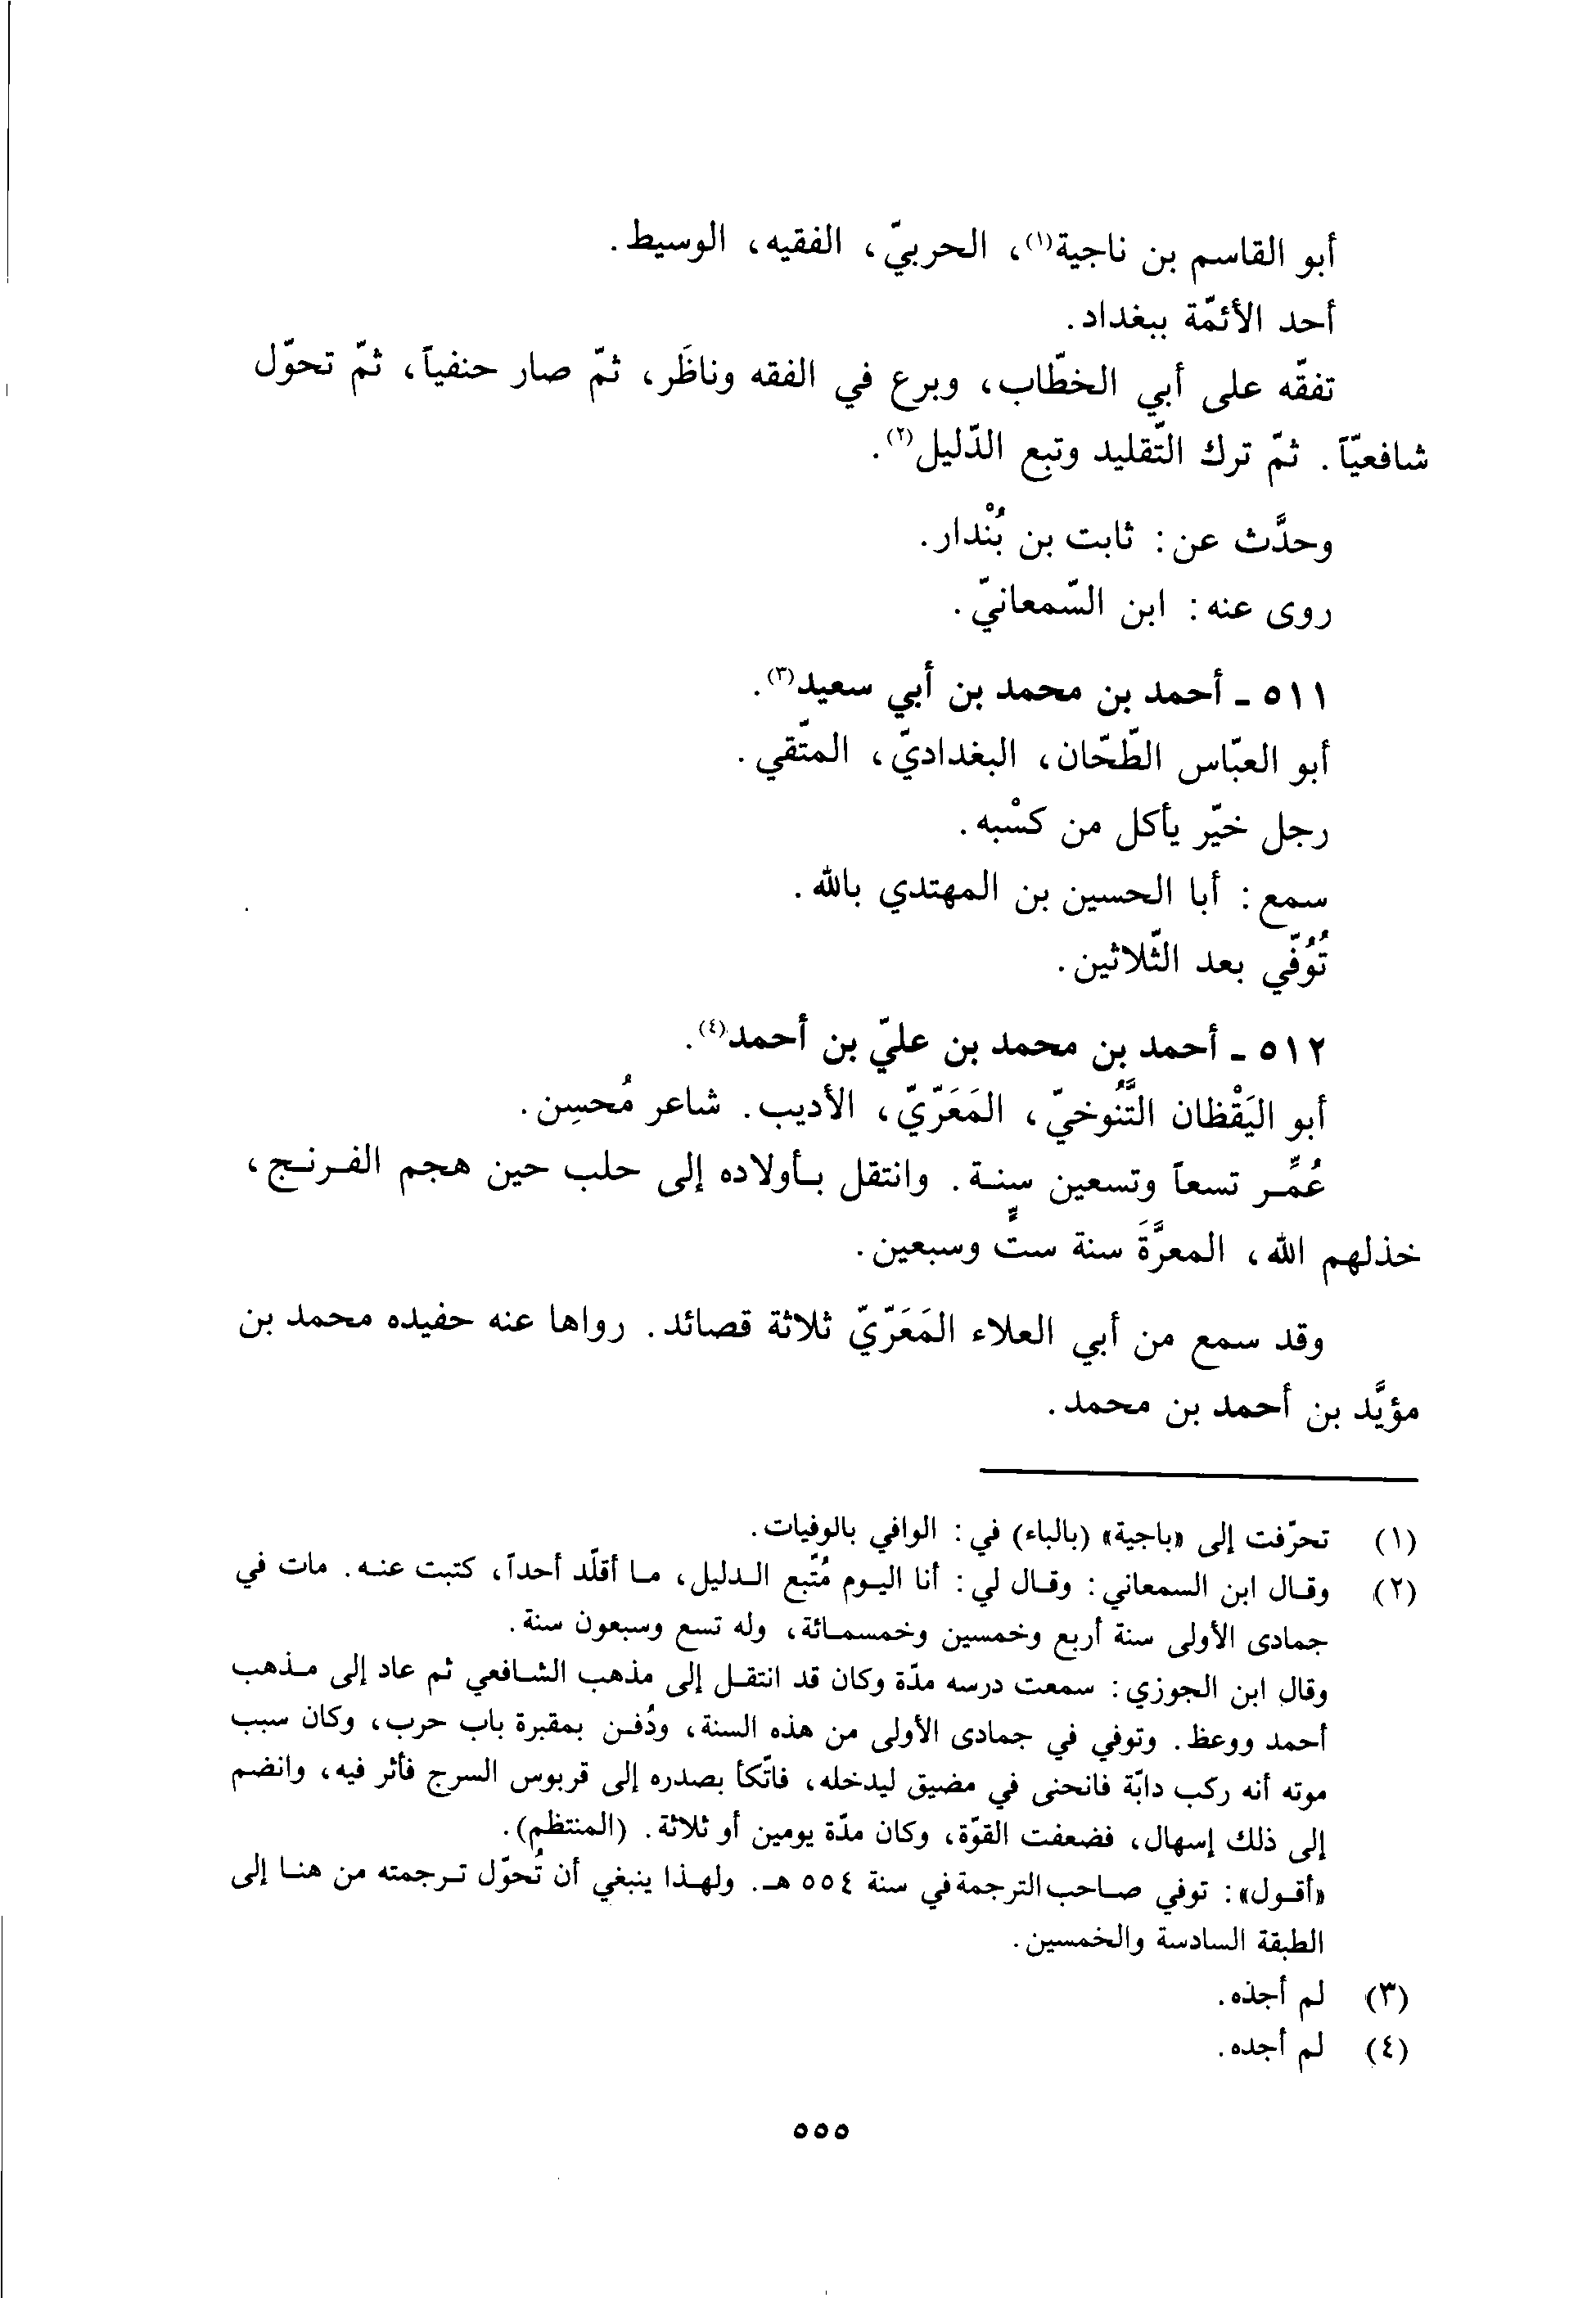 أبو القاسم بن ناجية(١)، الحربيّ، الفقيه، الوسيط.
أحد الأئمّة ببغداد.
تفقّه على أبي الخطّاب، وبرع في الفقه وناظَر، ثمّ صار حنفياً، ثمّ تحوّل
شافعيّاً. ثمّ ترك التّقليد وتبع الدّليل(٢).
وحدَّث عن: ثابت بن بُنْدار.
روى عنه: ابن السّمعانيّ.
٥١١ - أحمد بن محمد بن أبي سعيد(٣).
أبو العبّاس الطّحّان، البغداديّ، المتّقي.
رجل خيّر يأكل من كسْبه.
سمع: أبا الحسين بن المهتدي بالله.
تُوُفّي بعد الثّلاثين.
٥١٢ - أحمد بن محمد بن عليّ بن أحمد(٤).
أبو اليَقْظان التَّنُوخيّ، المَعَرّيّ، الأديب. شاعر مُحسِن.
عُمِّر تسعاً وتسعين سنة. وانتقل بأولاده إلى حلب حين هجم الفرنج،
خذلهم الله، المعرَّةَ سنة ستٍّ وسبعين.
وقد سمع من أبي العلاء المَعَرّيّ ثلاثة قصائد. رواها عنه حفيده محمد بن
مؤيَّد بن أحمد بن محمد.
(١) تحرّفت إلى «باجية» (بالباء) في: الوافي بالوفيات.
(٢) وقال ابن السمعاني: وقال لي: أنا اليوم مُتّبع الدليل، ما أقلّد أحداً، كتبت عنه. مات في
جمادى الأولى سنة أربع وخمسين وخمسمائة، وله تسع وسبعون سنة.
وقال ابن الجوزي: سمعت درسه مدّة وكان قد انتقل إلى مذهب الشافعي ثم عاد إلى مذهب
أحمد ووعظ. وتوفي في جمادى الأولى من هذه السنة، ودُفن بمقبرة باب حرب، وكان سبب
موته أنه ركب دابّة فانحنى في مضيق ليدخله، فاتّكأ بصدره إلى قربوس السرج فأثر فيه، وانضم
إلى ذلك إسهال، فضعفت القوّة، وكان مدّة يومين أو ثلاثة. (المنتظم).
«أقول»: توفي صاحب الترجمة في سنة ٥٥٤ هـ. ولهذا ينبغي أن تُحوّل ترجمته من هنا إلى
الطبقة السادسة والخمسين.
(٣) لم أجده.
(٤) لم أجده.
٥٥٥